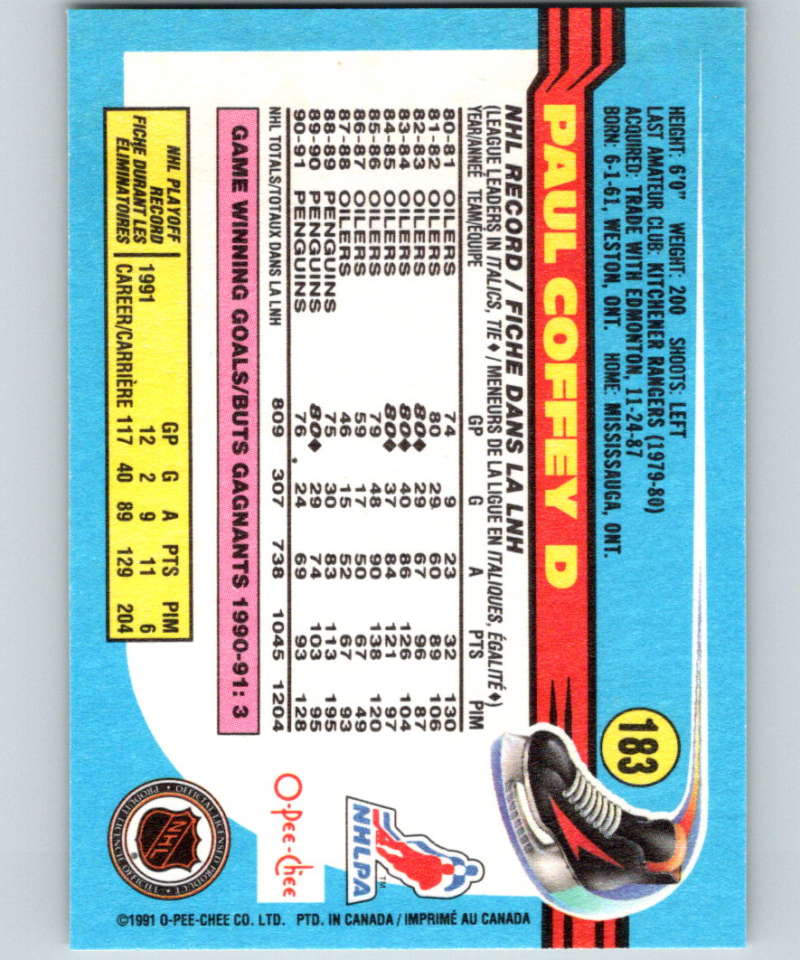 183
HEIGHT: 6'0" WEIGHT: 200 SHOOTS: LEFT
LAST AMATEUR CLUB: KITCHENER RANGERS (1979-80)
ACQUIRED: TRADE WITH EDMONTON, 11-24-87
BORN: 6-1-61, WESTON, ONT. HOME: MISSISSAUGA, ONT.
PAUL COFFEY D
NHL RECORD / FICHE DANS LA LNH
(LEAGUE LEADERS IN ITALICS, TIE ♦ / MENEURS DE LA LIGUE EN ITALIQUES, ÉGALITÉ ♦)
YEAR/ANNÉE TEAM/ÉQUIPE GP G A PTS PIM
80-81 OILERS 74 9 23 32 130
81-82 OILERS 80 29 60 89 106
82-83 OILERS 80♦ 29 67 96 87
83-84 OILERS 80♦ 40 86 126 104
84-85 OILERS 80♦ 37 84 121 97
85-86 OILERS 79 48 90 138 120
86-87 OILERS 59 17 50 67 49
87-88 PENGUINS 46 15 52 67 93
88-89 PENGUINS 75 30 83 113 195
89-90 PENGUINS 80♦ 29 74 103 95
90-91 PENGUINS 76 24 69 93 128
NHL TOTALS/TOTAUX DANS LA LNH 809 307 738 1045 1204
GAME WINNING GOALS/BUTS GAGNANTS 1990-91: 3
NHL PLAYOFF RECORD
FICHE DURANT LES ÉLIMINATOIRES
GP G A PTS PIM
1991 12 2 9 11 6
CAREER/CARRIÈRE 117 40 89 129 204
NHLPA
TM
O-Pee-Chee
NHL
OFFICIAL LICENSED PRODUCT
PRODUIT LICENCIÉ OFFICIEL
©1991 O-PEE-CHEE CO. LTD. PTD. IN CANADA / IMPRIMÉ AU CANADA